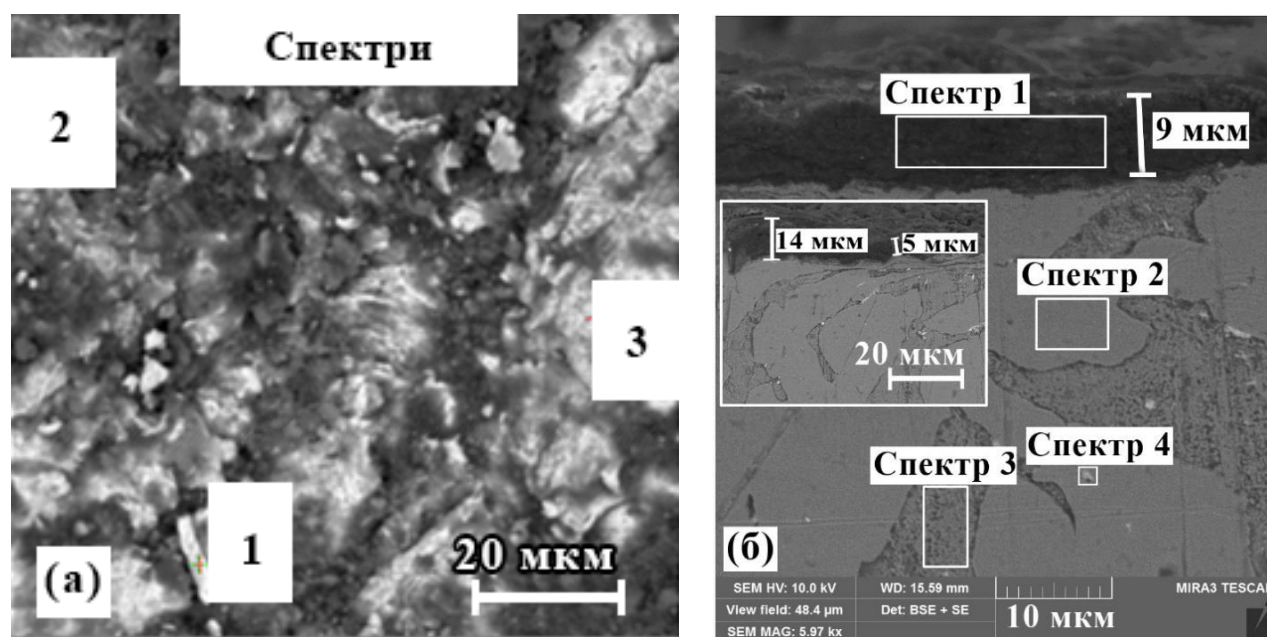 Спектри
2
3
1
(а)
20 мкм
Спектр 1
9 мкм
14 мкм
5 мкм
Спектр 2
20 мкм
Спектр 3
Спектр 4
(б)
SEM HV: 10.0 kV
WD: 15.59 mm
MIRA3 TESCA
View field: 48.4 µm
Det: BSE + SE
10 мкм
SEM MAG: 5.97 kx